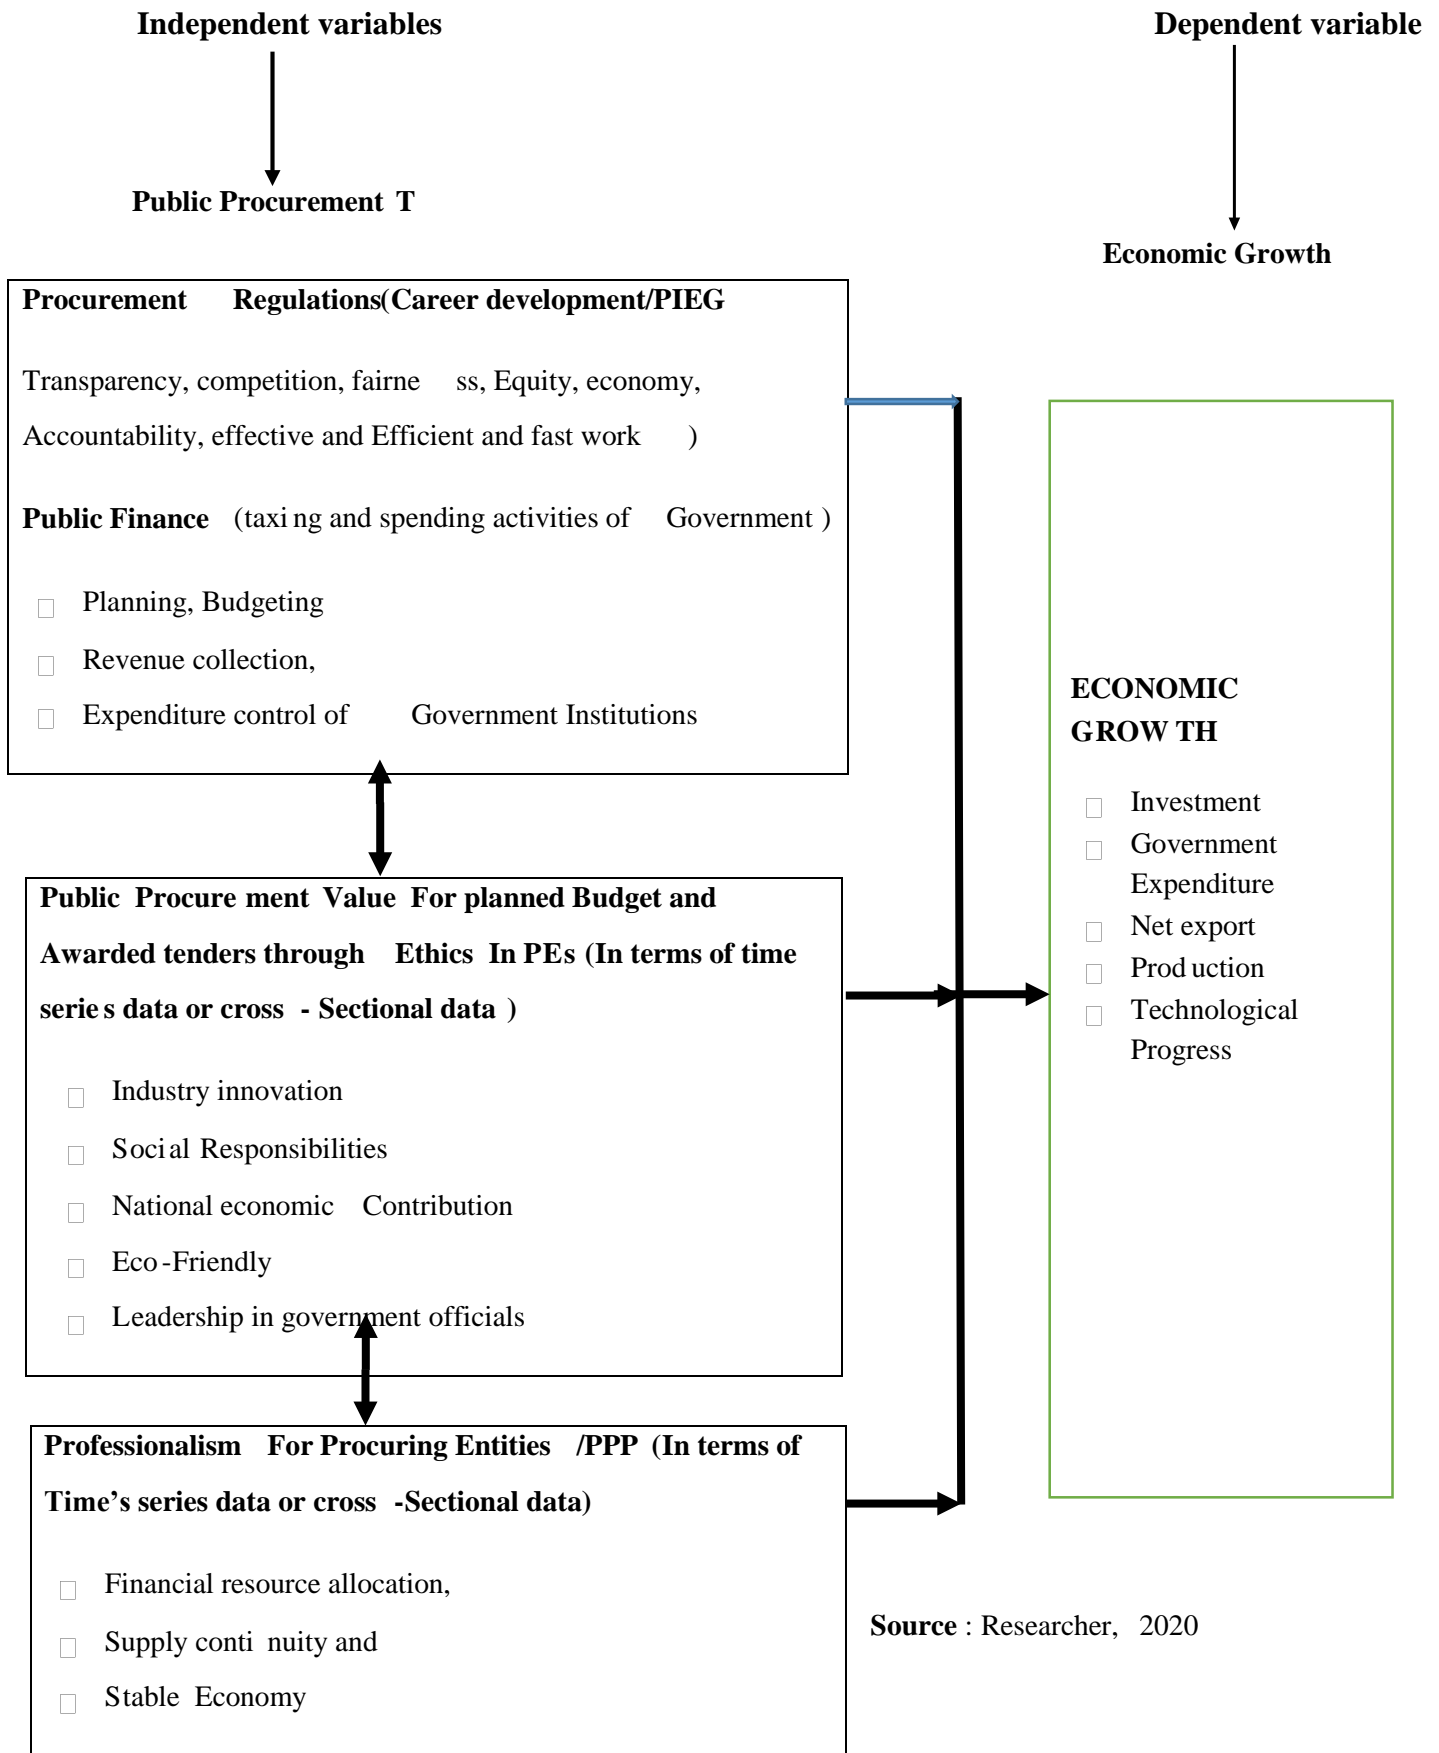 Independent variables
Dependent variable
Public Procurement T
Economic Growth
Procurement Regulations(Career development/PIEG
Transparency, competition, fairne ss, Equity, economy,
Accountability, effective and Efficient and fast work )
Public Finance (taxi ng and spending activities of Government )
Planning, Budgeting
Revenue collection,
Expenditure control of Government Institutions
Public Procure ment Value For planned Budget and
Awarded tenders through Ethics In PEs (In terms of time
serie s data or cross - Sectional data )
Industry innovation
Social Responsibilities
National economic Contribution
Eco -Friendly
Leadership in government officials
Professionalism For Procuring Entities /PPP (In terms of
Time’s series data or cross -Sectional data)
Financial resource allocation,
Supply conti nuity and
Stable Economy
ECONOMIC
GROW TH
Investment
Government
Expenditure
Net export
Prod uction
Technological
Progress
Source : Researcher, 2020